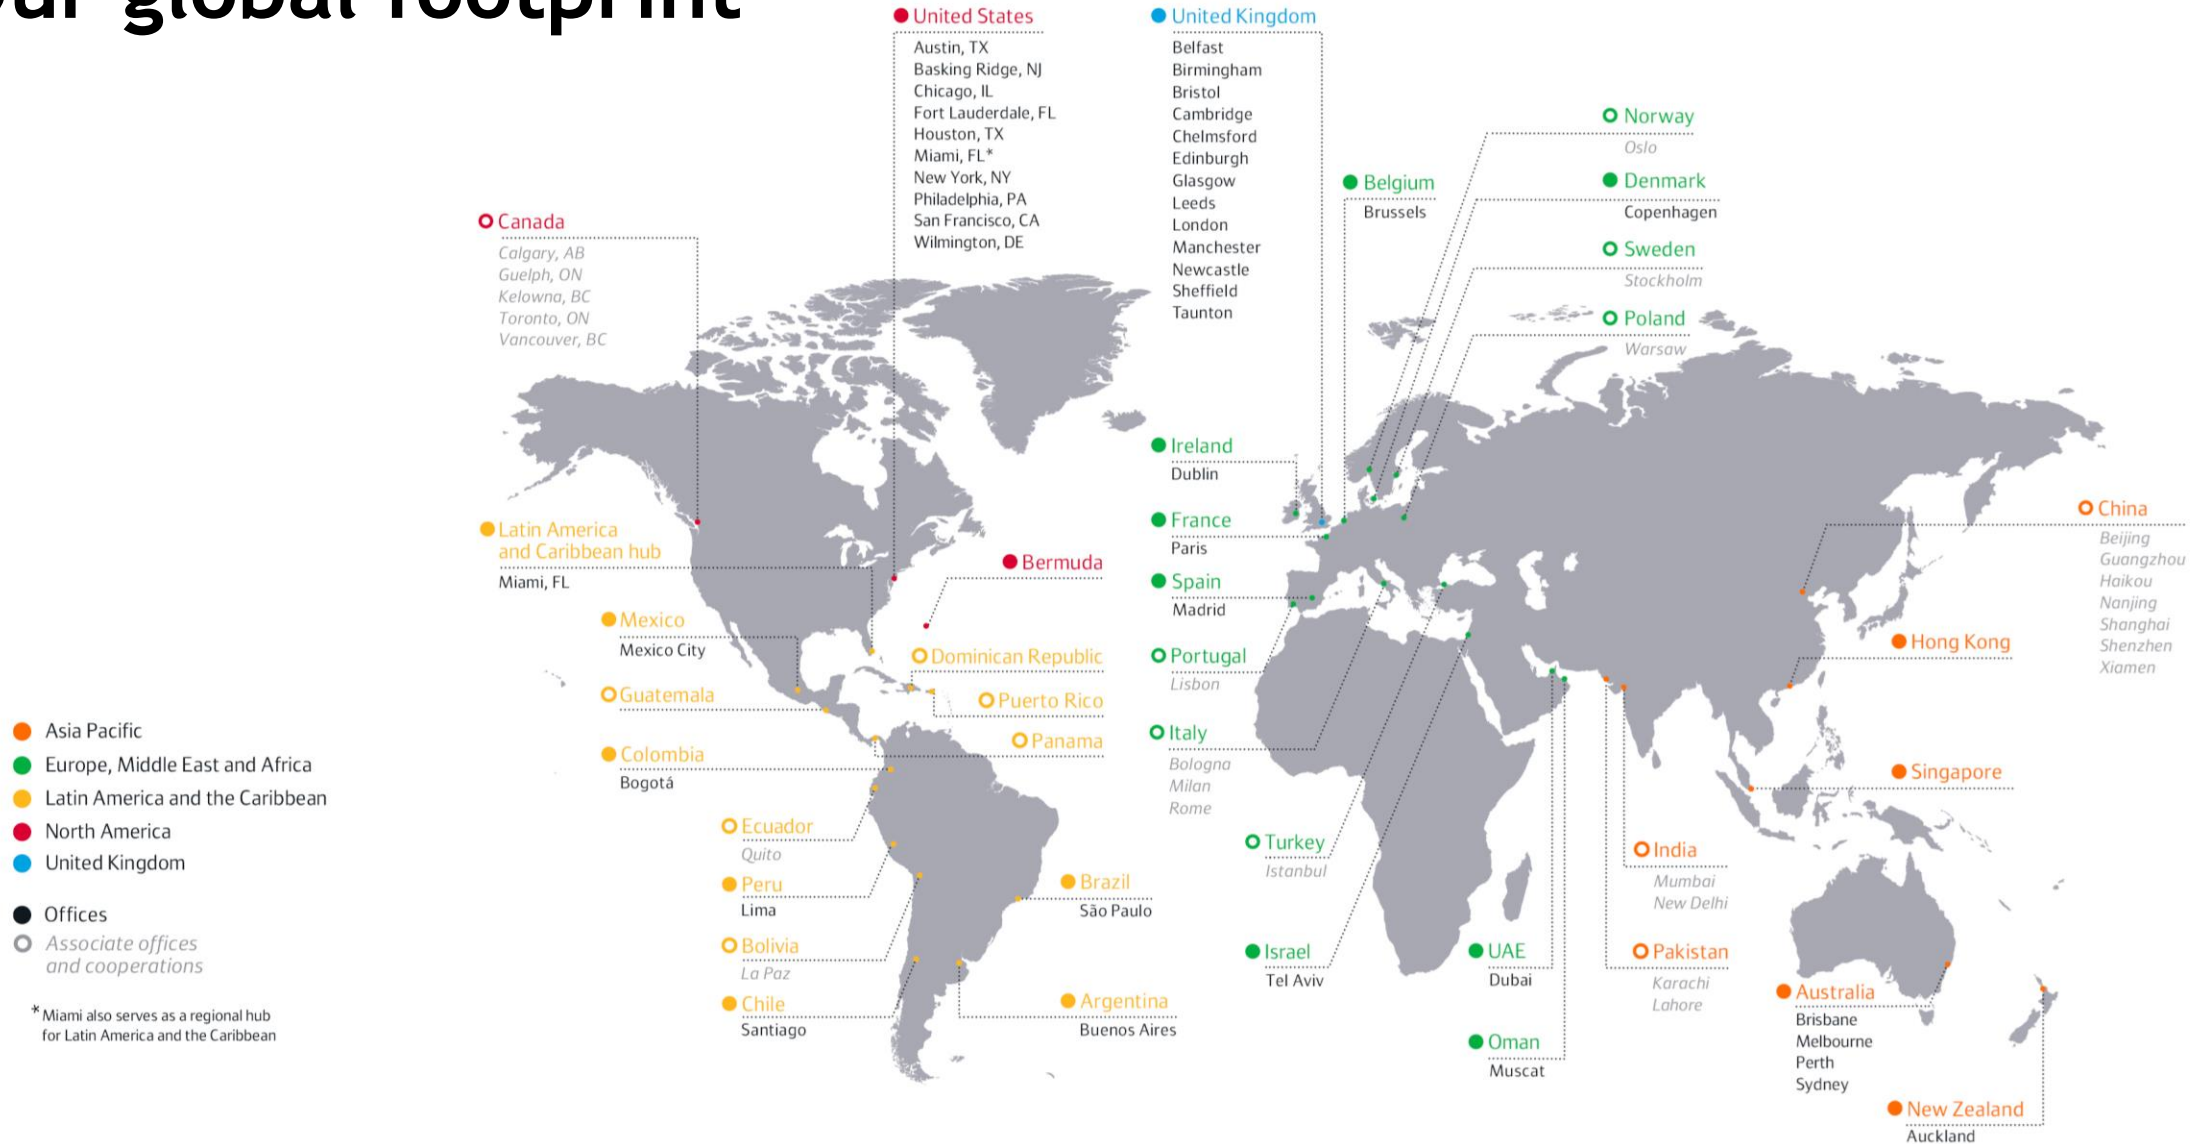 our global footprint
United States
Austin, TX
Basking Ridge, NJ
Chicago, IL
Fort Lauderdale, FL
Houston, TX
Miami, FL*
New York, NY
Philadelphia, PA
San Francisco, CA
Wilmington, DE
United Kingdom
Belfast
Birmingham
Bristol
Cambridge
Chelmsford
Edinburgh
Glasgow
Leeds
London
Manchester
Newcastle
Sheffield
Taunton
Belgium
Brussels
Norway
Oslo
Denmark
Copenhagen
Sweden
Stockholm
Poland
Warsaw
Canada
Calgary, AB
Guelph, ON
Kelowna, BC
Toronto, ON
Vancouver, BC
Latin America
and Caribbean hub
Miami, FL
Mexico
Mexico City
Guatemala
Colombia
Bogotá
Ecuador
Quito
Peru
Lima
Bolivia
La Paz
Chile
Santiago
Bermuda
Dominican Republic
Puerto Rico
Panama
Brazil
São Paulo
Argentina
Buenos Aires
Ireland
Dublin
France
Paris
Spain
Madrid
Portugal
Lisbon
Italy
Bologna
Milan
Rome
Turkey
Istanbul
Israel
Tel Aviv
UAE
Dubai
Oman
Muscat
China
Beijing
Guangzhou
Haikou
Nanjing
Shanghai
Shenzhen
Xiamen
Hong Kong
Singapore
India
Mumbai
New Delhi
Pakistan
Karachi
Lahore
Australia
Brisbane
Melbourne
Perth
Sydney
New Zealand
Auckland
Asia Pacific
Europe, Middle East and Africa
Latin America and the Caribbean
North America
United Kingdom
Offices
Associate offices
and cooperations
* Miami also serves as a regional hub
for Latin America and the Caribbean